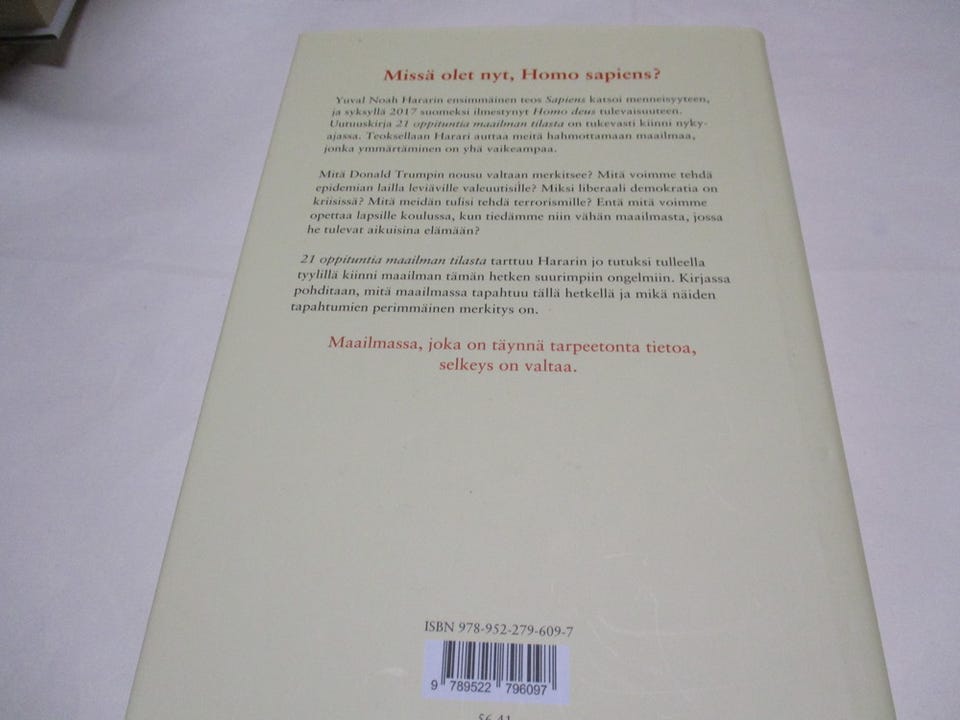 Missä olet nyt, Homo sapiens?
Yuval Noah Hararin ensimmäinen teos Sapiens katsoi menneisyyteen,
ja syksyllä 2017 suomeksi ilmestynyt Homo deus tulevaisuuteen.
Uutuuskirja 21 oppituntia maailman tilasta on tukevasti kiinni nyky-
ajassa. Teoksellaan Harari auttaa meitä hahmottamaan maailmaa,
jonka ymmärtäminen on yhä vaikeampaa.
Mitä Donald Trumpin nousu valtaan merkitsee? Mitä voimme tehdä
epidemian lailla leviäville valeuutisille? Miksi liberaali demokratia on
kriisissä? Mitä meidän tulisi tehdä terrorismille? Entä mitä voimme
opettaa lapsille koulussa, kun tiedämme niin vähän maailmasta, jossa
he tulevat aikuisina elämään?
21 oppituntia maailman tilasta tarttuu Hararin jo tutuksi tulleella
tyylillä kiinni maailman tämän hetken suurimpiin ongelmiin. Kirjassa
pohditaan, mitä maailmassa tapahtuu tällä hetkellä ja mikä näiden
tapahtumien perimmäinen merkitys on.
Maailmassa, joka on täynnä tarpeetonta tietoa,
selkeys on valtaa.
ISBN 978-952-279-609-7
9 789522 796097